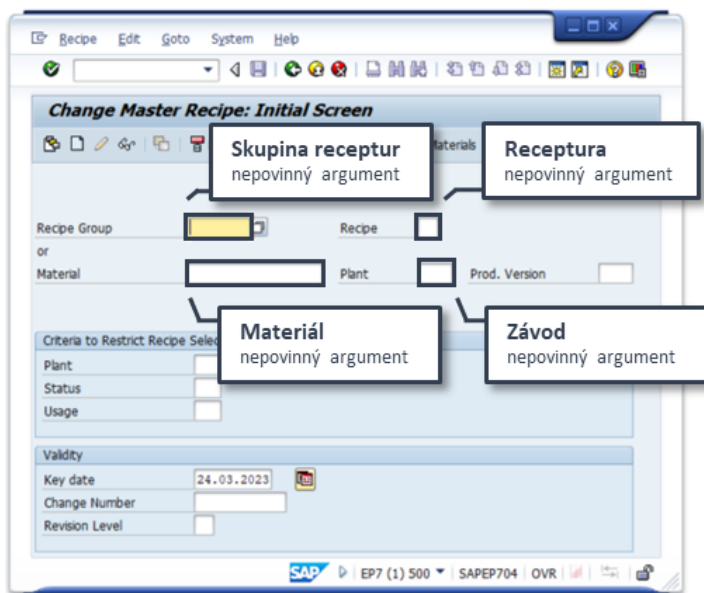 Recipe Edit Goto System Help
Change Master Recipe: Initial Screen
Materials
Skupina receptur
nepovinný argument
Receptura
nepovinný argument
Recipe Group Recipe
or
Material Plant Prod. Version
Materiál
nepovinný argument
Závod
nepovinný argument
Criteria to Restrict Recipe Selec
Plant
Status
Usage
Validity
Key date 24.03.2023
Change Number
Revision Level
SAP EP7 (1) 500 SAPEP704 OVR